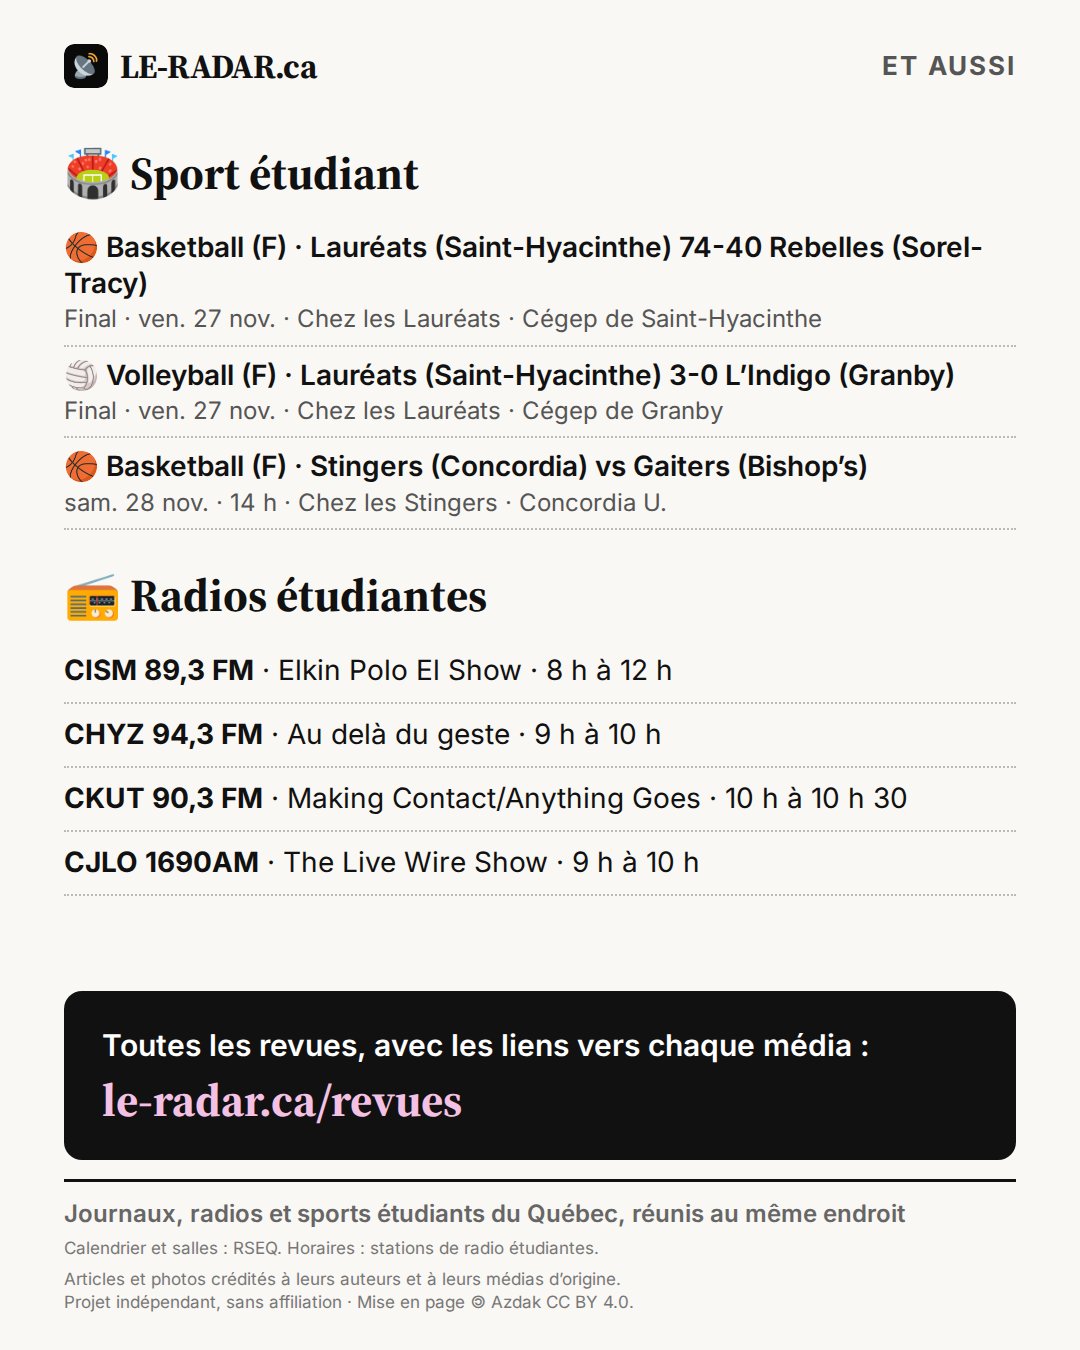 LE-RADAR.ca
ET AUSSI
Sport étudiant
Basketball (F) · Lauréats (Saint-Hyacinthe) 74-40 Rebelles (Sorel-
Tracy)
Final · ven. 27 nov. · Chez les Lauréats · Cégep de Saint-Hyacinthe
Volleyball (F) · Lauréats (Saint-Hyacinthe) 3-0 L’Indigo (Granby)
Final · ven. 27 nov. · Chez les Lauréats · Cégep de Granby
Basketball (F) · Stingers (Concordia) vs Gaiters (Bishop’s)
sam. 28 nov. · 14 h · Chez les Stingers · Concordia U.
Radios étudiantes
CISM 89,3 FM · Elkin Polo El Show · 8 h à 12 h
CHYZ 94,3 FM · Au delà du geste · 9 h à 10 h
CKUT 90,3 FM · Making Contact/Anything Goes · 10 h à 10 h 30
CJLO 1690AM · The Live Wire Show · 9 h à 10 h
Toutes les revues, avec les liens vers chaque média :
le-radar.ca/revues
Journaux, radios et sports étudiants du Québec, réunis au même endroit
Calendrier et salles : RSEQ. Horaires : stations de radio étudiantes.
Articles et photos crédités à leurs auteurs et à leurs médias d’origine.
Projet indépendant, sans affiliation · Mise en page © Azdak CC BY 4.0.